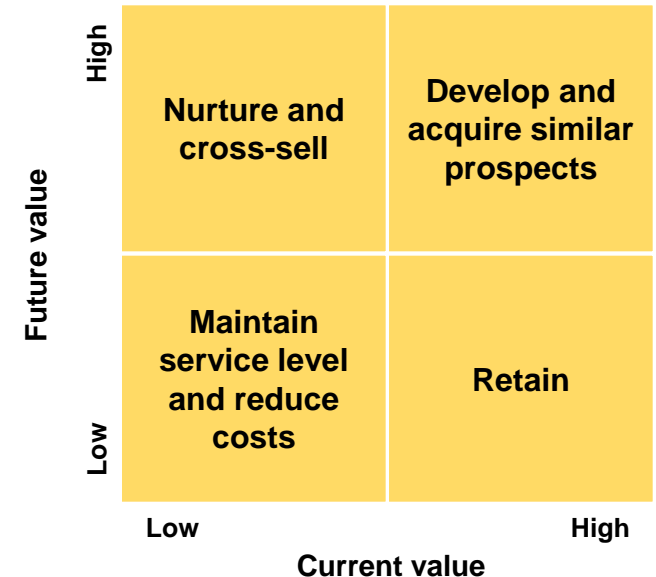 High
Future value
Low
Nurture and
cross-sell
Develop and
acquire similar
prospects
Maintain
service level
and reduce
costs
Retain
Low
High
Current value